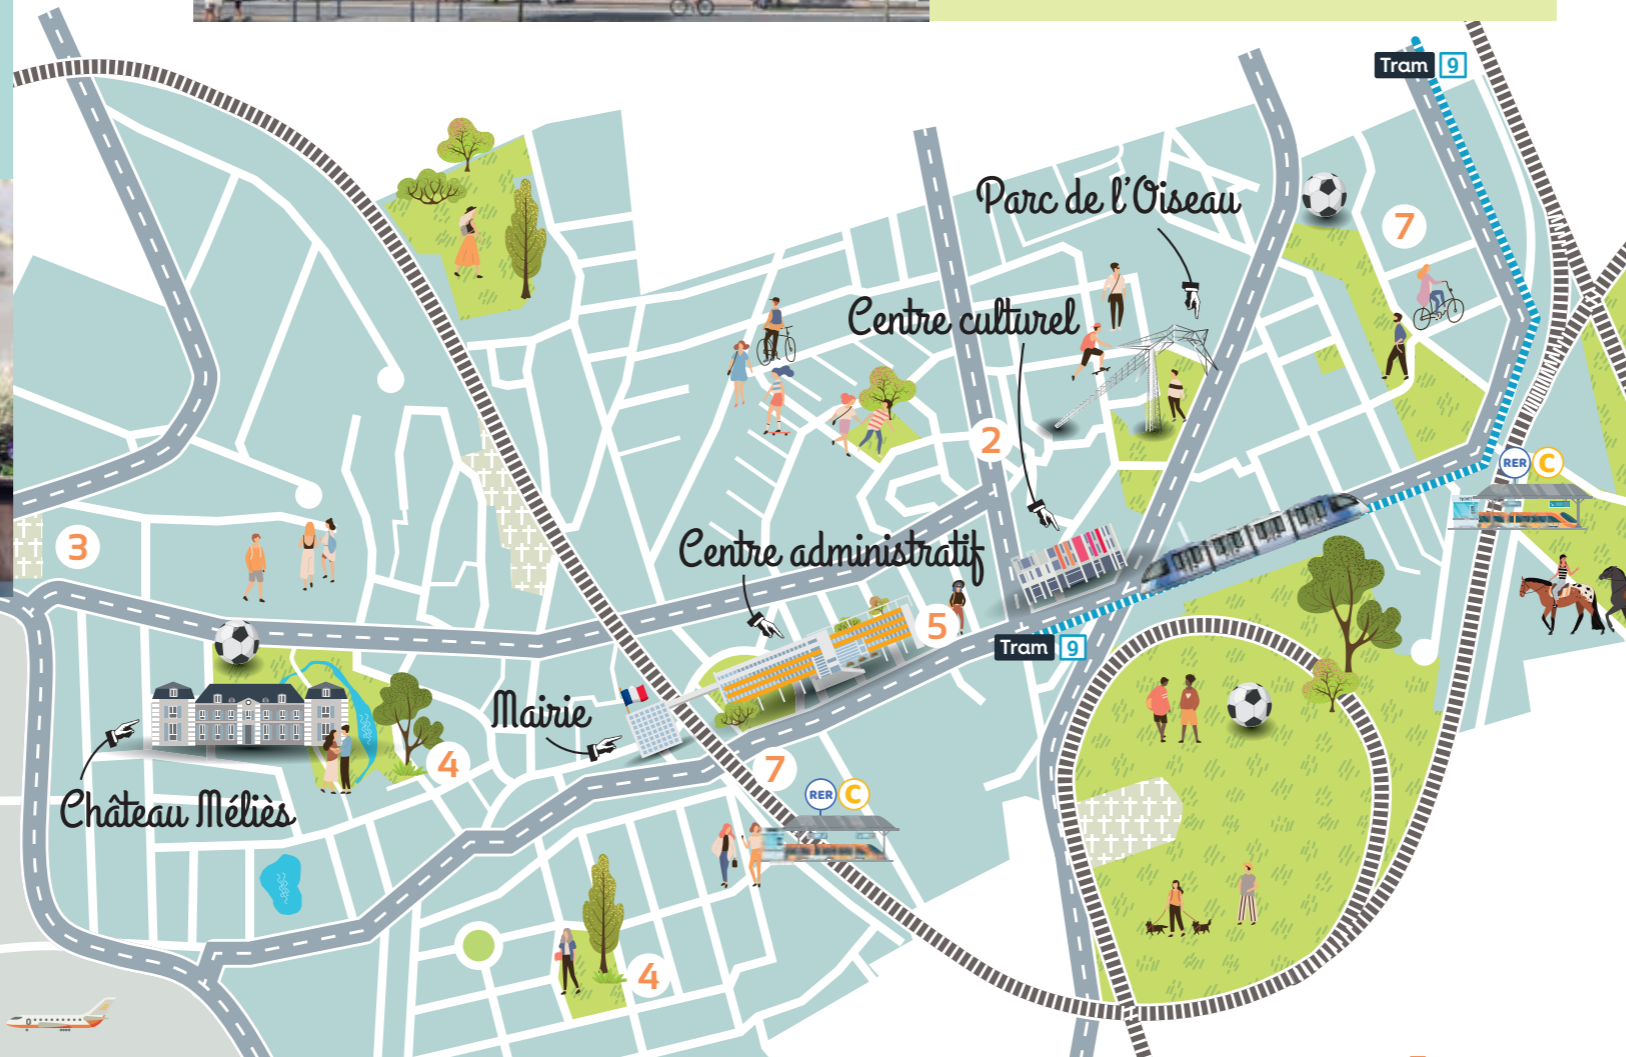 Tram 9
Parc de l'Oiseau
7
Centre culturel
2
RER C
3
Centre administratif
5
Tram 9
Mairie
4
7
RER C
Château Méliès
4